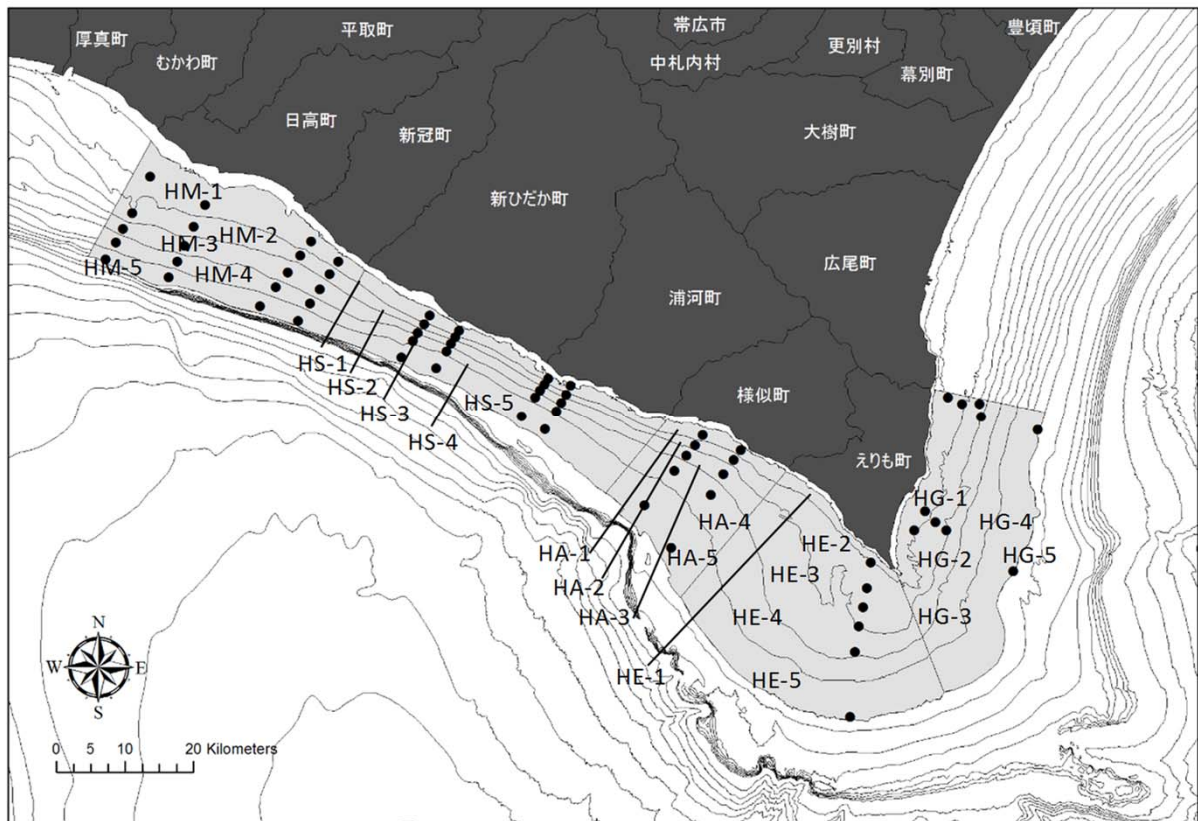 厚真町
平取町
帯広市
豊頃町
むかわ町
中札内村
更別村
幕別町
日高町
新冠町
大樹町
新ひだか町
広尾町
浦河町
様似町
えりも町
HM-1
HM-2
HM-3
HM-4
HM-5
HS-1
HS-2
HS-3
HS-4
HS-5
HA-1
HA-2
HA-3
HA-4
HA-5
HE-1
HE-2
HE-3
HE-4
HE-5
HG-1
HG-2
HG-3
HG-4
HG-5
N
W E
S
0 5 10 20 Kilometers